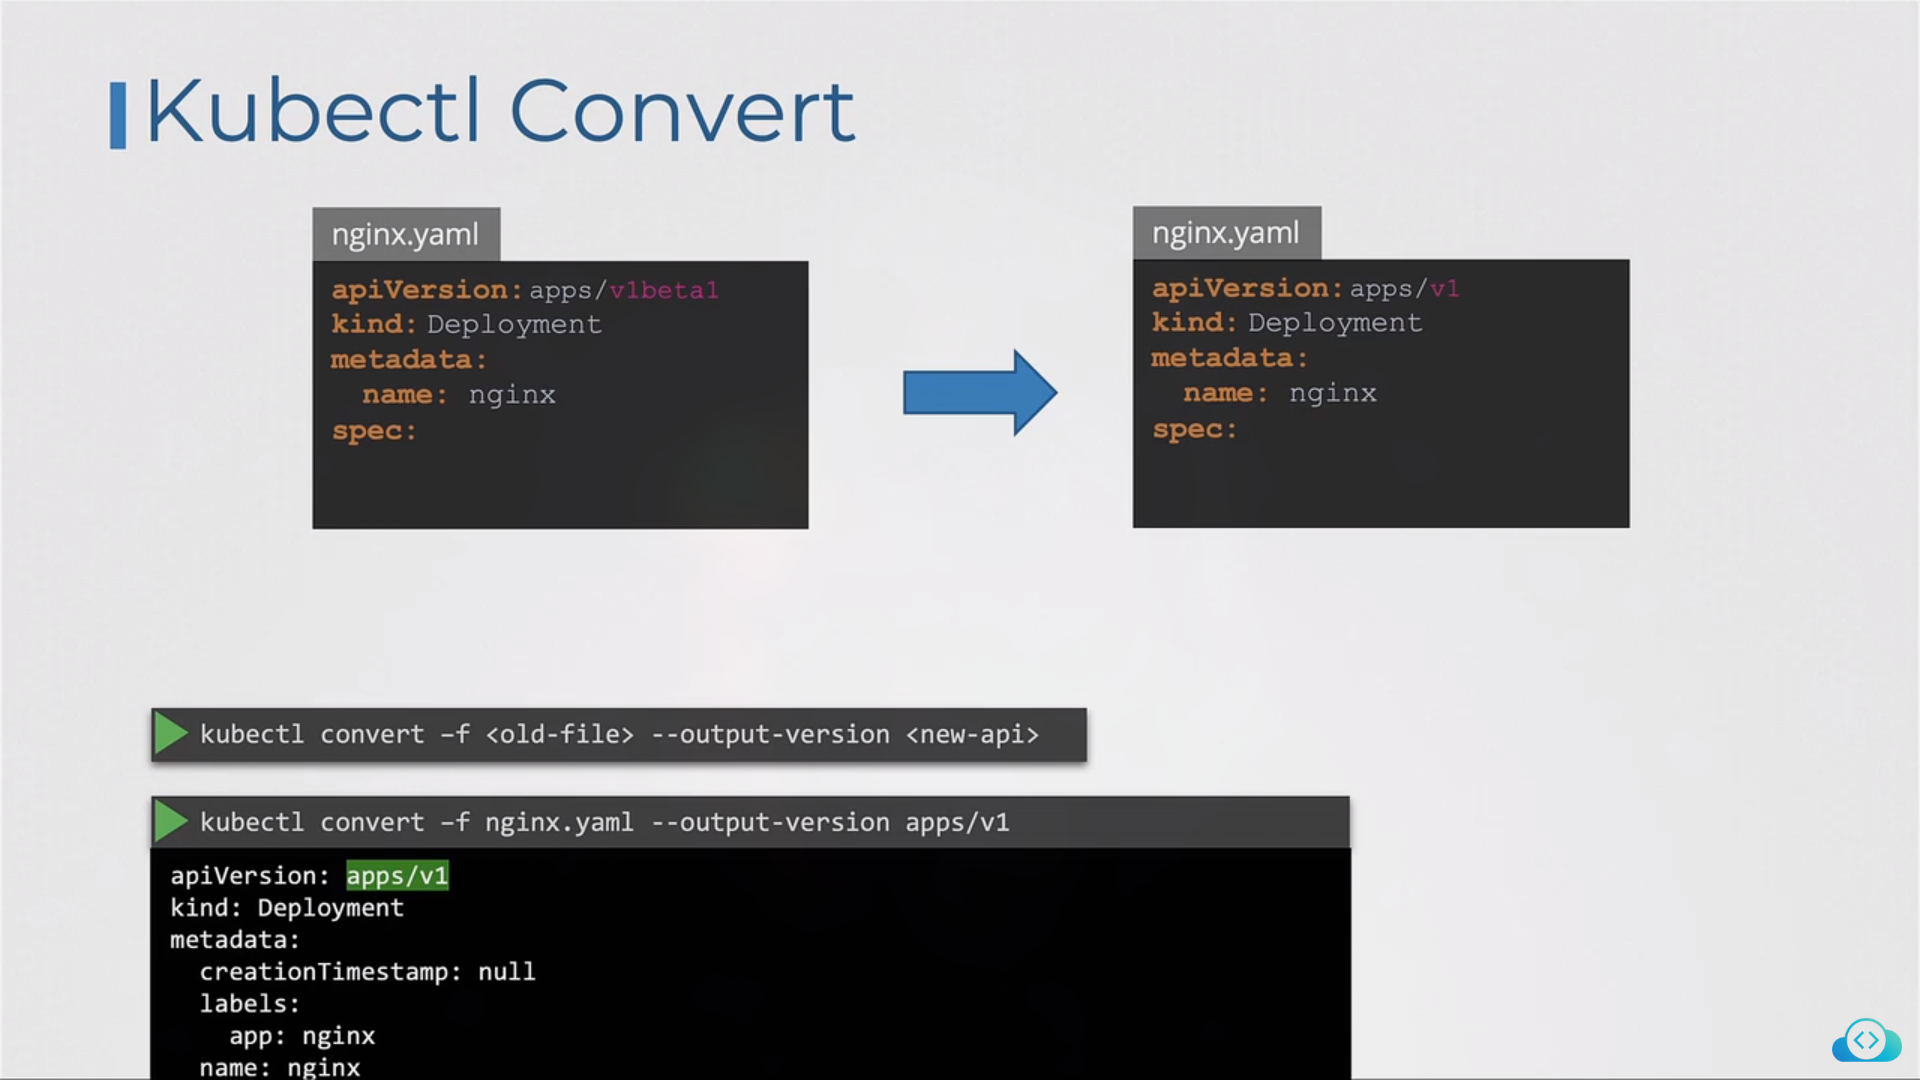 Kubectl Convert
nginx.yaml
apiVersion: apps/v1beta1
kind: Deployment
metadata:
  name: nginx
spec:
nginx.yaml
apiVersion: apps/v1
kind: Deployment
metadata:
  name: nginx
spec:
kubectl convert –f <old-file> --output-version <new-api>
kubectl convert –f nginx.yaml --output-version apps/v1
apiVersion: apps/v1
kind: Deployment
metadata:
  creationTimestamp: null
  labels:
    app: nginx
  name: nginx